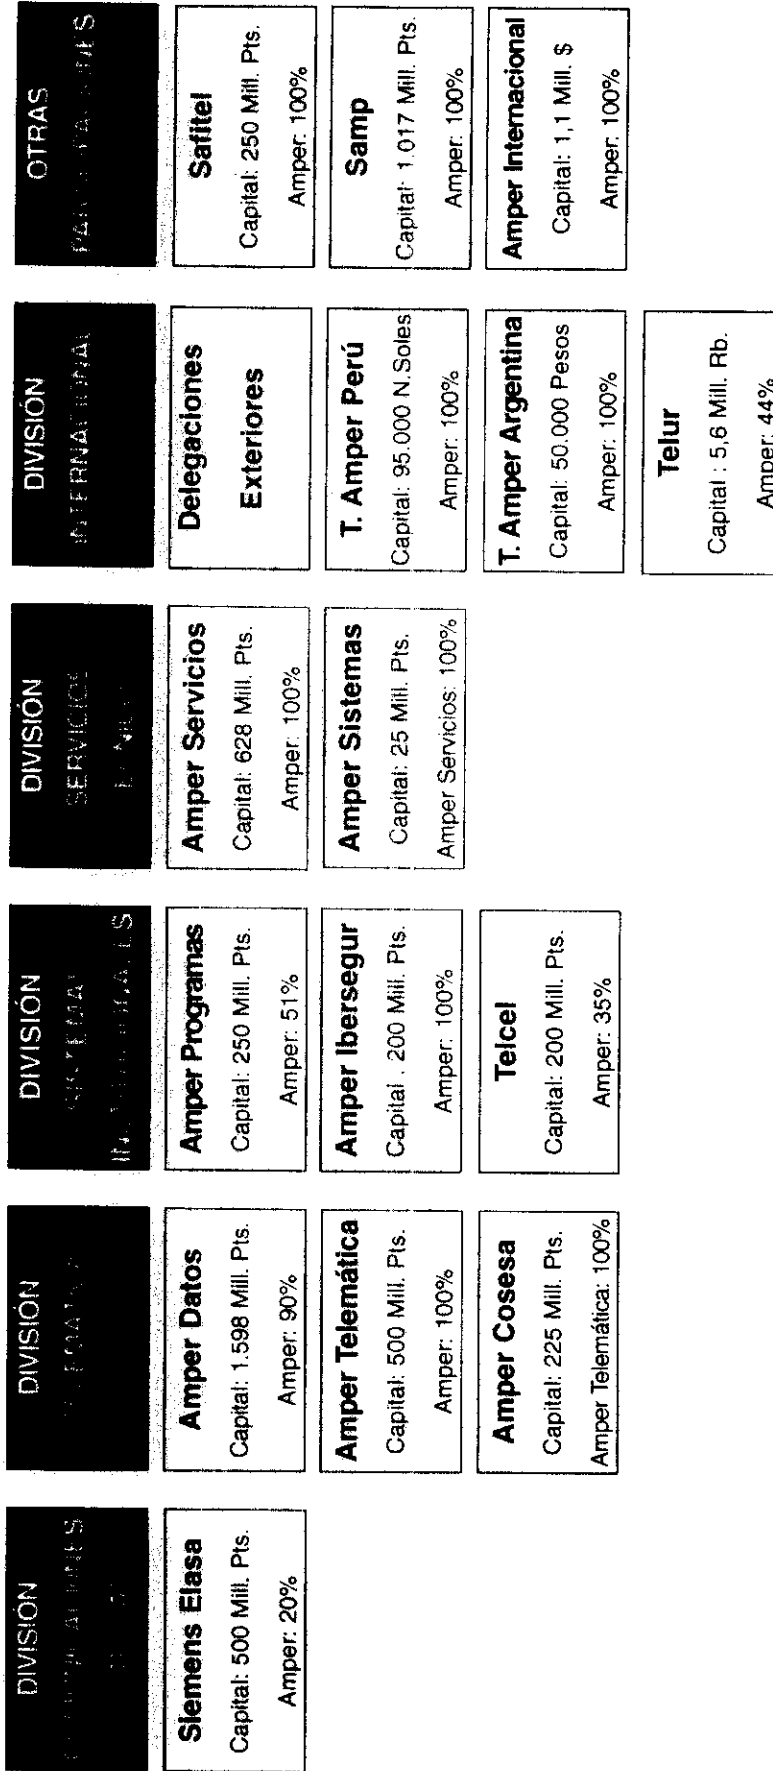 DIVISIÓN
Siemens Elasa
Capital: 500 Mill. Pts.
Amper: 20%
DIVISIÓN
Amper Datos
Capital: 1.598 Mill. Pts.
Amper: 90%
Amper Telemática
Capital: 500 Mill. Pts.
Amper: 100%
Amper Cosesa
Capital: 225 Mill. Pts.
Amper Telemática: 100%
DIVISIÓN
Amper Programas
Capital: 250 Mill. Pts.
Amper: 51%
Amper Ibersegur
Capital . 200 Mill. Pts.
Amper: 100%
Telcel
Capital: 200 Mill. Pts.
Amper: 35%
DIVISIÓN
SERVICIOS
Amper Servicios
Capital: 628 Mill. Pts.
Amper: 100%
Amper Sistemas
Capital: 25 Mill. Pts.
Amper Servicios: 100%
DIVISIÓN
INTERNACIONAL
Delegaciones
Exteriores
T. Amper Perú
Capital: 95.000 N.Soles
Amper: 100%
T. Amper Argentina
Capital: 50.000 Pesos
Amper: 100%
Telur
Capital : 5,6 Mill. Rb.
Amper: 44%
OTRAS
Safitel
Capital: 250 Mill. Pts.
Amper: 100%
Samp
Capital: 1.017 Mill. Pts.
Amper: 100%
Amper Internacional
Capital: 1,1 Mill. $
Amper: 100%